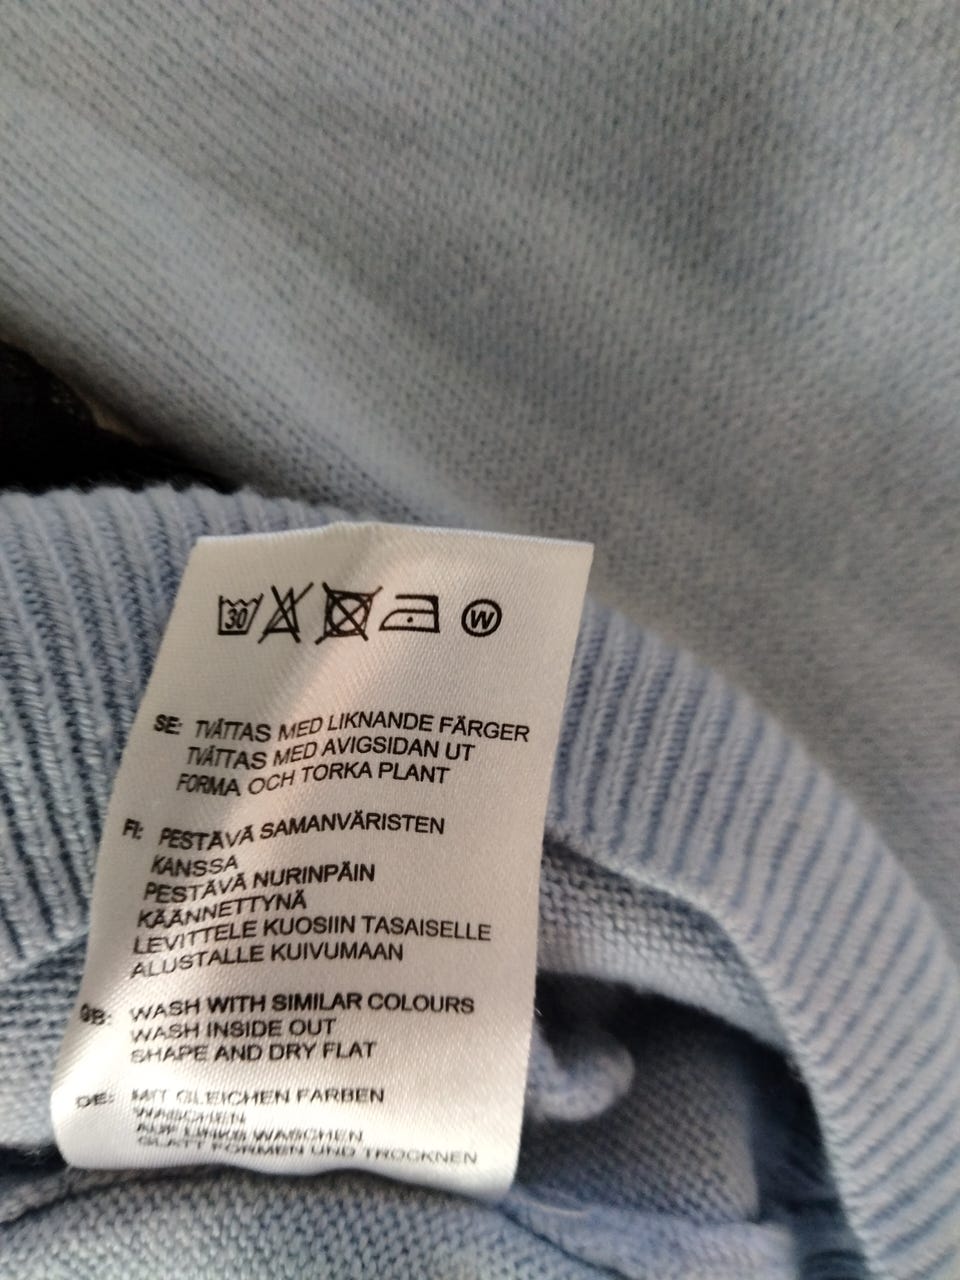 30 W
SE: TVÄTTAS MED LIKNANDE FÄRGER
TVÄTTAS MED AVIGSIDAN UT
FORMA OCH TORKA PLANT
FI: PESTÄVÄ SAMANVÄRISTEN
KANSSA
PESTÄVÄ NURINPÄIN
KÄÄNNETTYNÄ
LEVITTELE KUOSIIN TASAISELLE
ALUSTALLE KUIVUMAAN
GB: WASH WITH SIMILAR COLOURS
WASH INSIDE OUT
SHAPE AND DRY FLAT
DE: MIT GLEICHEN FARBEN
WASCHEN
AUF LINKS WASCHEN
GLATT FORMEN UND TROCKNEN